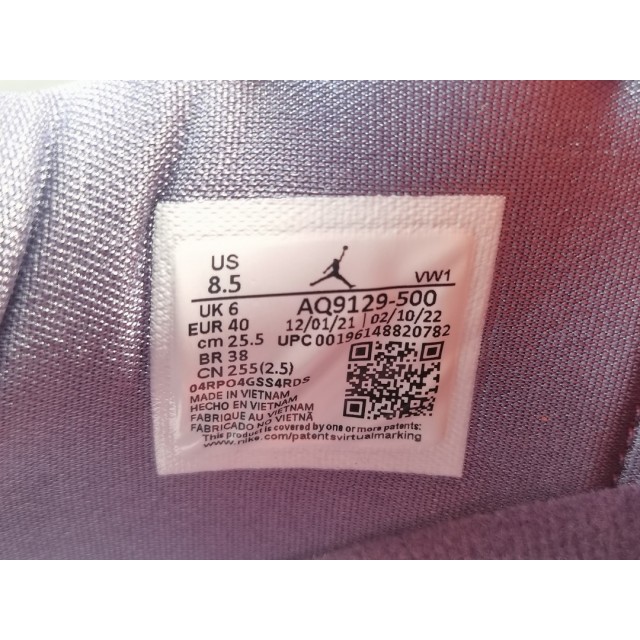 US
8.5
VW1
UK 6
AQ9129-500
EUR 40
12/01/21 | 02/10/22
cm 25.5
UPC 00196148820782
BR 38
CN 255(2.5)
04RPO4GSS4RDS
MADE IN VIETNAM
HECHO EN VIETNAM
FABRIQUE AU VIETNAM
FABRICADO NO VIETNÃ
This product is covered by one or more patents:
www.nike.com/patentsvirtualmarking